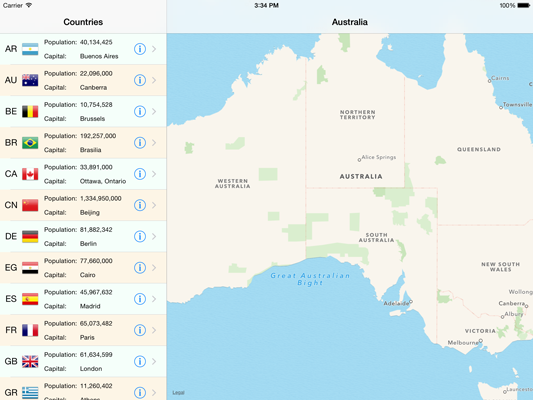 Carrier 3:34 PM 100%
Countries
Australia
AR Population: 40,134,425
Capital: Buenos Aires
AU Population: 22,096,000
Capital: Canberra
BE Population: 10,754,528
Capital: Brussels
BR Population: 192,257,000
Capital: Brasilia
CA Population: 33,891,000
Capital: Ottawa, Ontario
CN Population: 1,334,950,000
Capital: Beijing
DE Population: 81,882,342
Capital: Berlin
EG Population: 77,660,000
Capital: Cairo
ES Population: 45,967,632
Capital: Madrid
FR Population: 65,073,482
Capital: Paris
GB Population: 61,634,599
Capital: London
GR Population: 11,260,402
Capital: Athens
Cairns
Townsville
NORTHERN
TERRITORY
QUEENSLAND
Alice Springs
AUSTRALIA
WESTERN
AUSTRALIA
SOUTH
AUSTRALIA
NEW SOUTH
WALES
Great Australian
Bight
Wollong
Adelaide
Canberra
Albury
VICTORIA
Melbourne
Launcesto
Legal